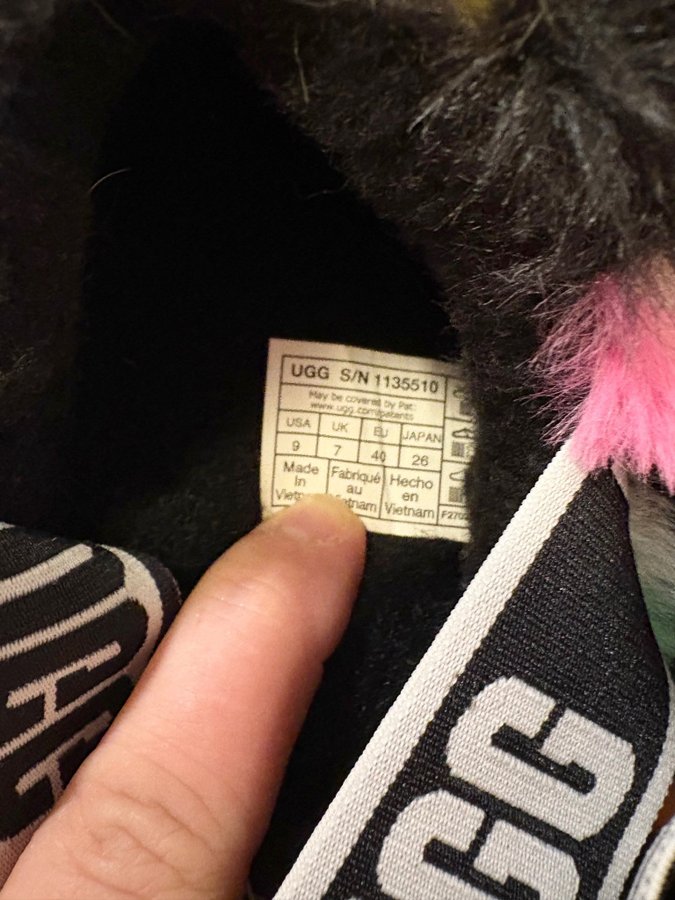 UGG S/N 1135510
May be covered by Pat:
www.ugg.com/patents
USA UK EU JAPAN
9 7 40 26
Made Fabriqué Hecho
In au en
Vietnam
F270
UGG